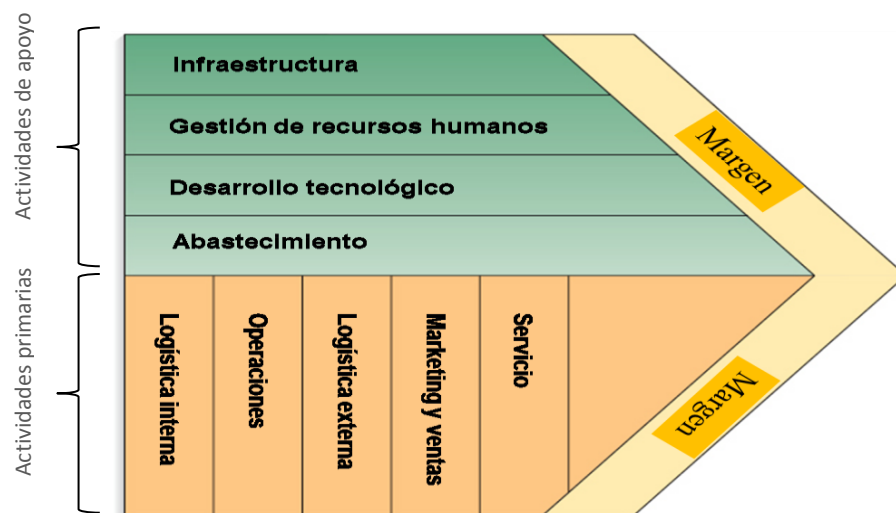 Actividades de apoyo
Infraestructura
Gestión de recursos humanos
Desarrollo tecnológico
Abastecimiento
Margen
Actividades primarias
Logística interna
Operaciones
Logística externa
Marketing y ventas
Servicio
Margen